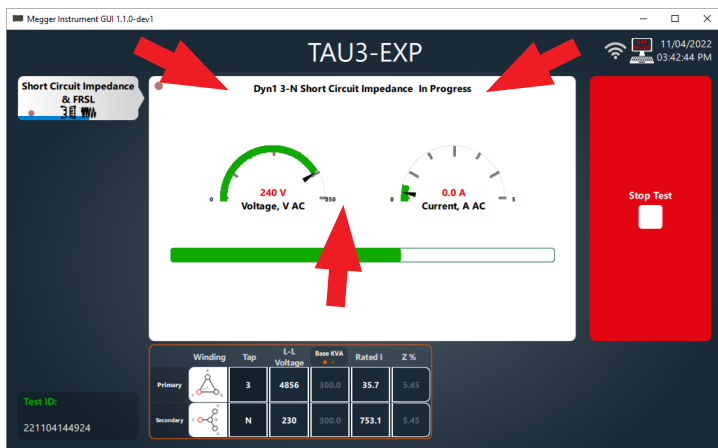 Megger Instrument GUI 1.1.0-dev1
TAU3-EXP
11/04/2022
03:42:44 PM
Short Circuit Impedance
& FRSL
Dyn1 3-N Short Circuit Impedance In Progress
240 V
0
250
Voltage, V AC
0.0 A
0
5
Current, A AC
Stop Test
Winding Tap L-L Voltage Base KVA Rated I Z %
Primary 3 4856 300.0 35.7 5.45
Secondary N 230 300.0 753.1 5.45
Test ID:
221104144924